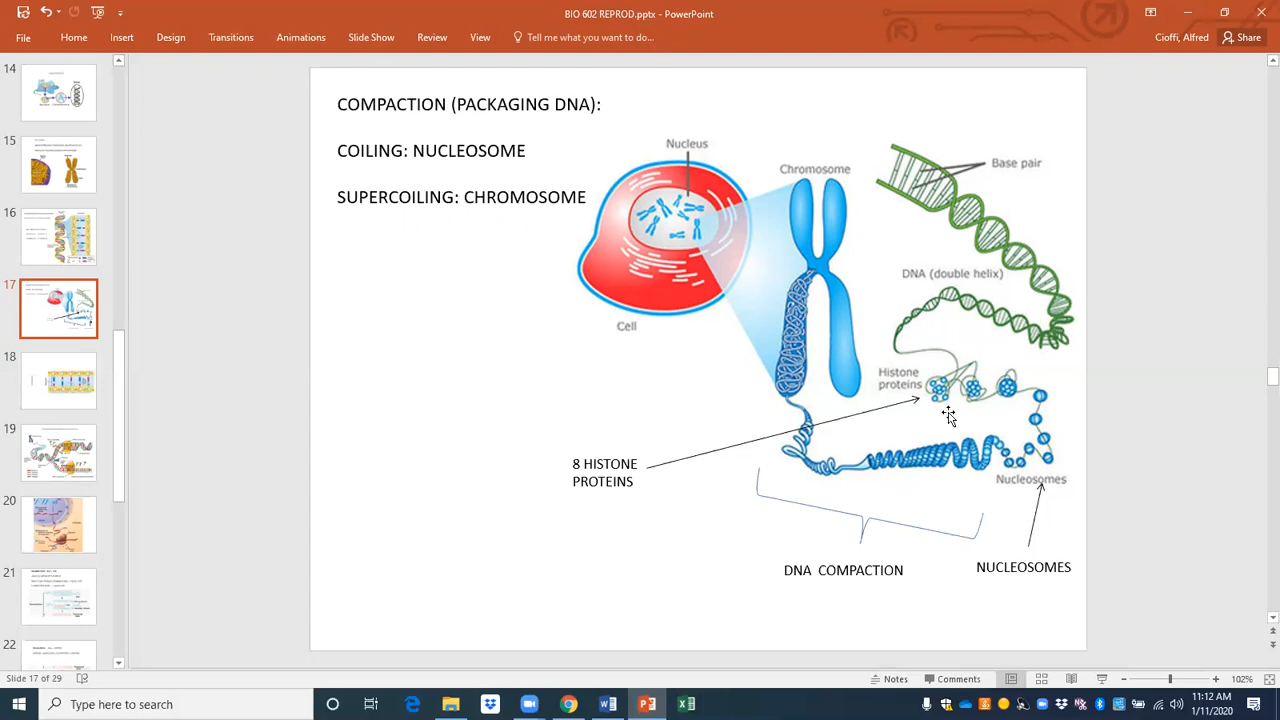 BIO 602 REPROD.pptx - PowerPoint
File
Home
Insert
Design
Transitions
Animations
Slide Show
Review
View
Tell me what you want to do...
Cioffi, Alfred
Share
14
15
16
17
18
19
20
21
22
COMPACTION (PACKAGING DNA):
COILING: NUCLEOSOME
SUPERCOILING: CHROMOSOME
Nucleus
Cell
Chromosome
Base pair
DNA (double helix)
Histone
proteins
8 HISTONE
PROTEINS
Nucleosomes
DNA COMPACTION
NUCLEOSOMES
Slide 17 of 29
Notes
Comments
102%
Type here to search
11:12 AM
1/11/2020